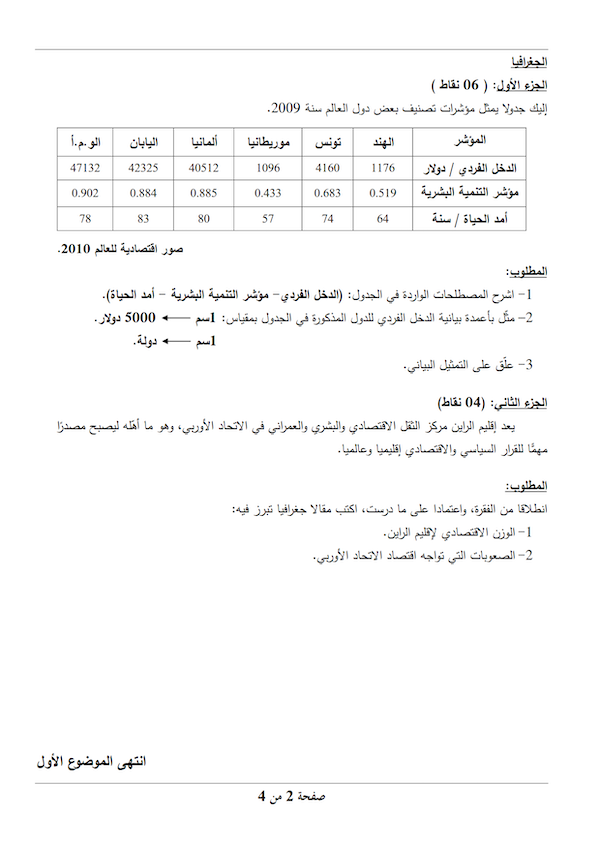 الجغرافيا
الجزء الأول: ( 06 نقاط )
إليك جدولا يمثل مؤشرات تصنيف بعض دول العالم سنة 2009.
المؤشر الهند تونس موريطانيا ألمانيا اليابان الو.م.أ
الدخل الفردي / دولار 1176 4160 1096 40512 42325 47132
مؤشر التنمية البشرية 0.519 0.683 0.433 0.885 0.884 0.902
أمد الحياة / سنة 64 74 57 80 83 78
صور اقتصادية للعالم 2010.
المطلوب:
1- اشرح المصطلحات الواردة في الجدول: (الدخل الفردي- مؤشر التنمية البشرية - أمد الحياة).
2- مثّل بأعمدة بيانية الدخل الفردي للدول المذكورة في الجدول بمقياس: 1سم ← 5000 دولار.
1سم ← دولة.
3- علّق على التمثيل البياني.
الجزء الثاني: (04 نقاط)
يعد إقليم الراين مركز الثقل الاقتصادي والبشري والعمراني في الاتحاد الأوربي، وهو ما أهّله ليصبح مصدرًا
مهمًّا للقرار السياسي والاقتصادي إقليميا وعالميا.
المطلوب:
انطلاقا من الفقرة، واعتمادا على ما درست، اكتب مقالا جغرافيا تبرز فيه:
1- الوزن الاقتصادي لإقليم الراين.
2- الصعوبات التي تواجه اقتصاد الاتحاد الأوربي.
انتهى الموضوع الأول
صفحة 2 من 4